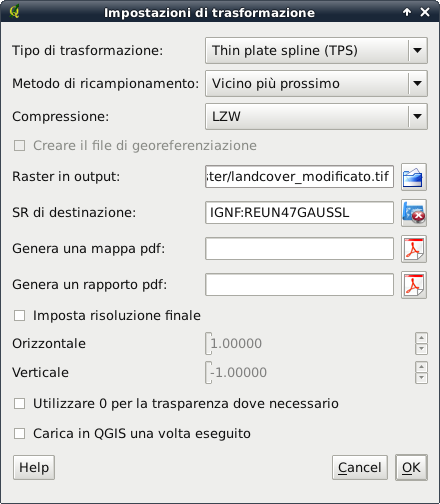 Impostazioni di trasformazione
Tipo di trasformazione: Thin plate spline (TPS)
Metodo di ricampionamento: Vicino più prossimo
Compressione: LZW
Creare il file di georeferenziazione
Raster in output: ster/landcover_modificato.tif
SR di destinazione: IGNF:REUN47GAUSSL
Genera una mappa pdf:
Genera un rapporto pdf:
Imposta risoluzione finale
Orizzontale 1.00000
Verticale -1.00000
Utilizzare 0 per la trasparenza dove necessario
Carica in QGIS una volta eseguito
Help Cancel OK